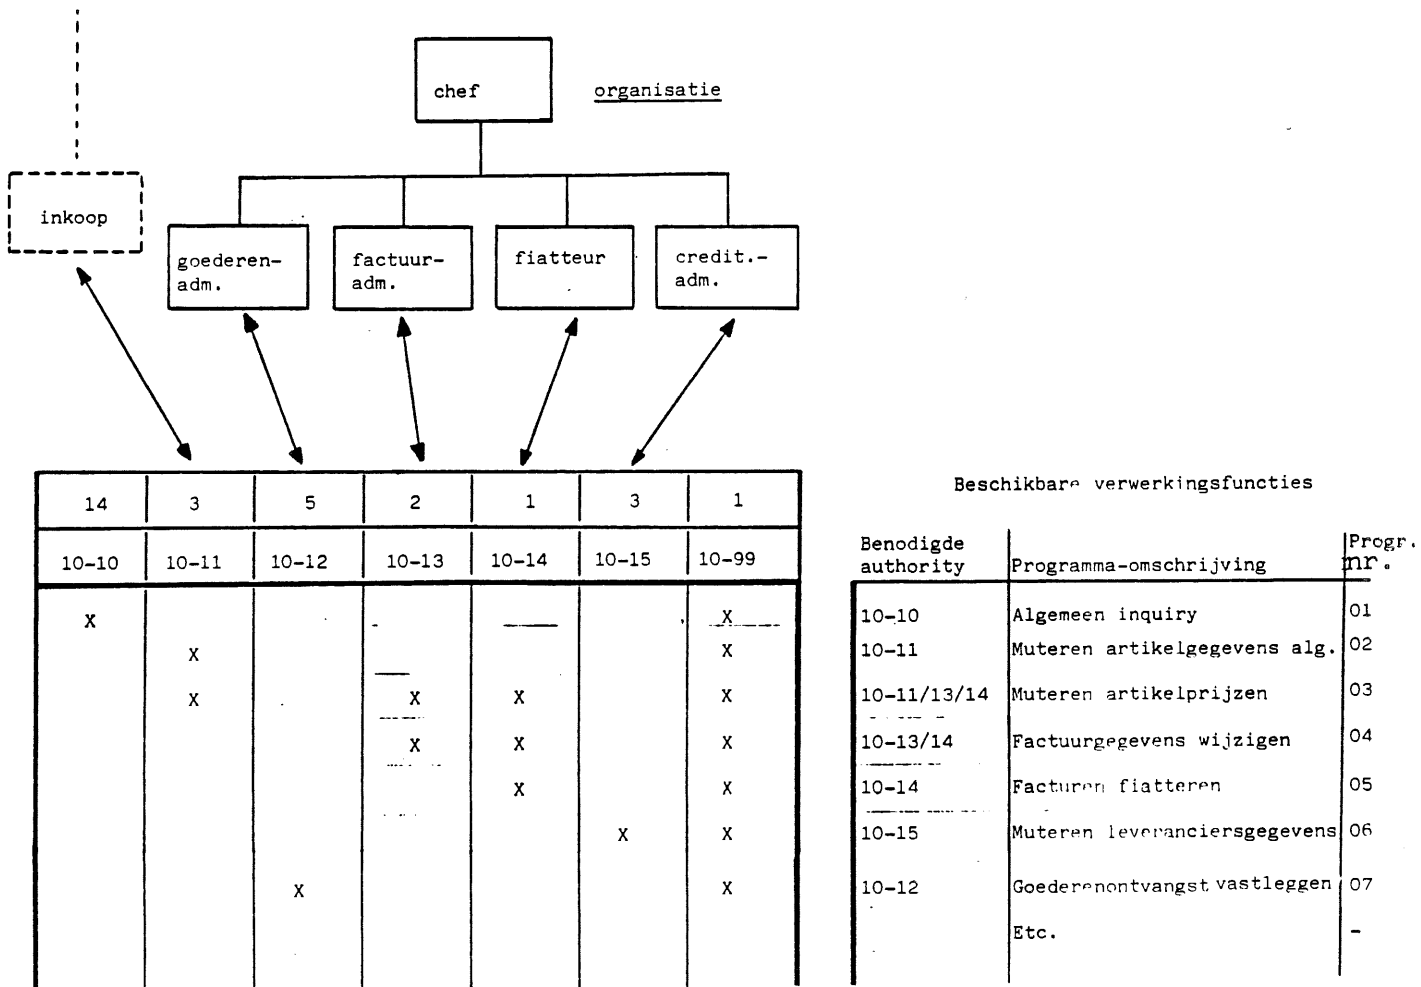 chef
organisatie
inkoop
goederen-
adm.
factuur-
adm.
fiatteur
credit.-
adm.
14 3 5 2 1 3 1
10-10 10-11 10-12 10-13 10-14 10-15 10-99
X X
X X
X X X X
X X X
X X
X X
X X
Beschikbare verwerkingsfuncties
Benodigde
authority
Programma-omschrijving
Progr.
nr.
10-10 Algemeen inquiry 01
10-11 Muteren artikelgegevens alg. 02
10-11/13/14 Muteren artikelprijzen 03
10-13/14 Factuurgegevens wijzigen 04
10-14 Facturen fiatteren 05
10-15 Muteren leveranciersgegevens 06
10-12 Goederenontvangst vastleggen 07
Etc. -